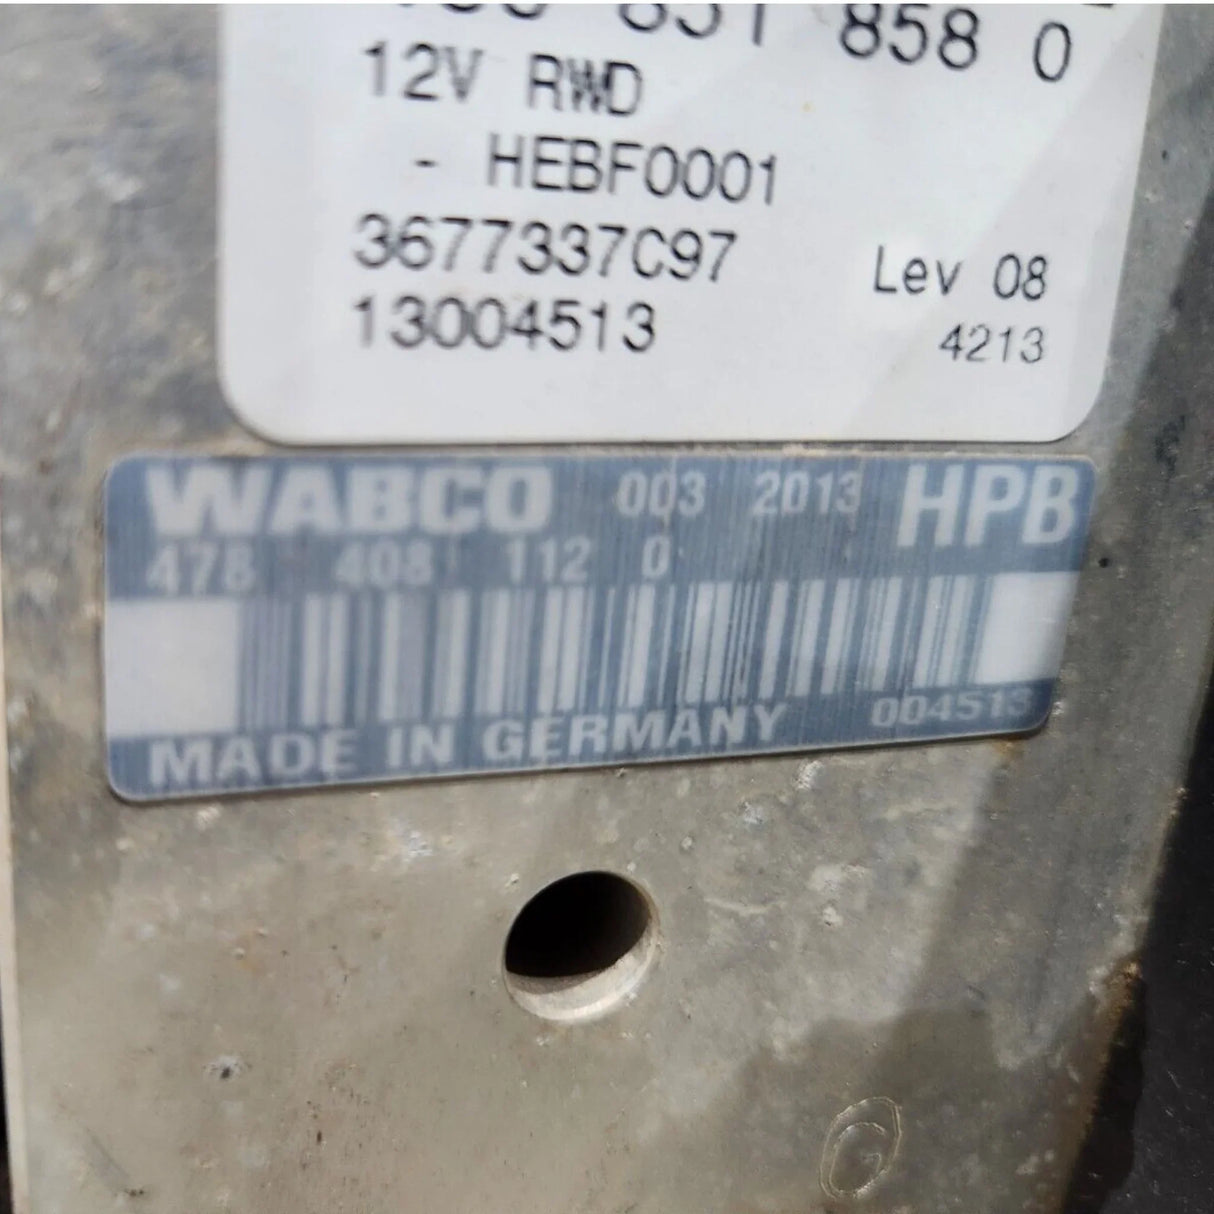 851 858 0
12V RWD
- HEBF0001
3677337C97 Lev 08
13004513 4213
WABCO 003 2013 HPB
478 408 112 0
MADE IN GERMANY 004513